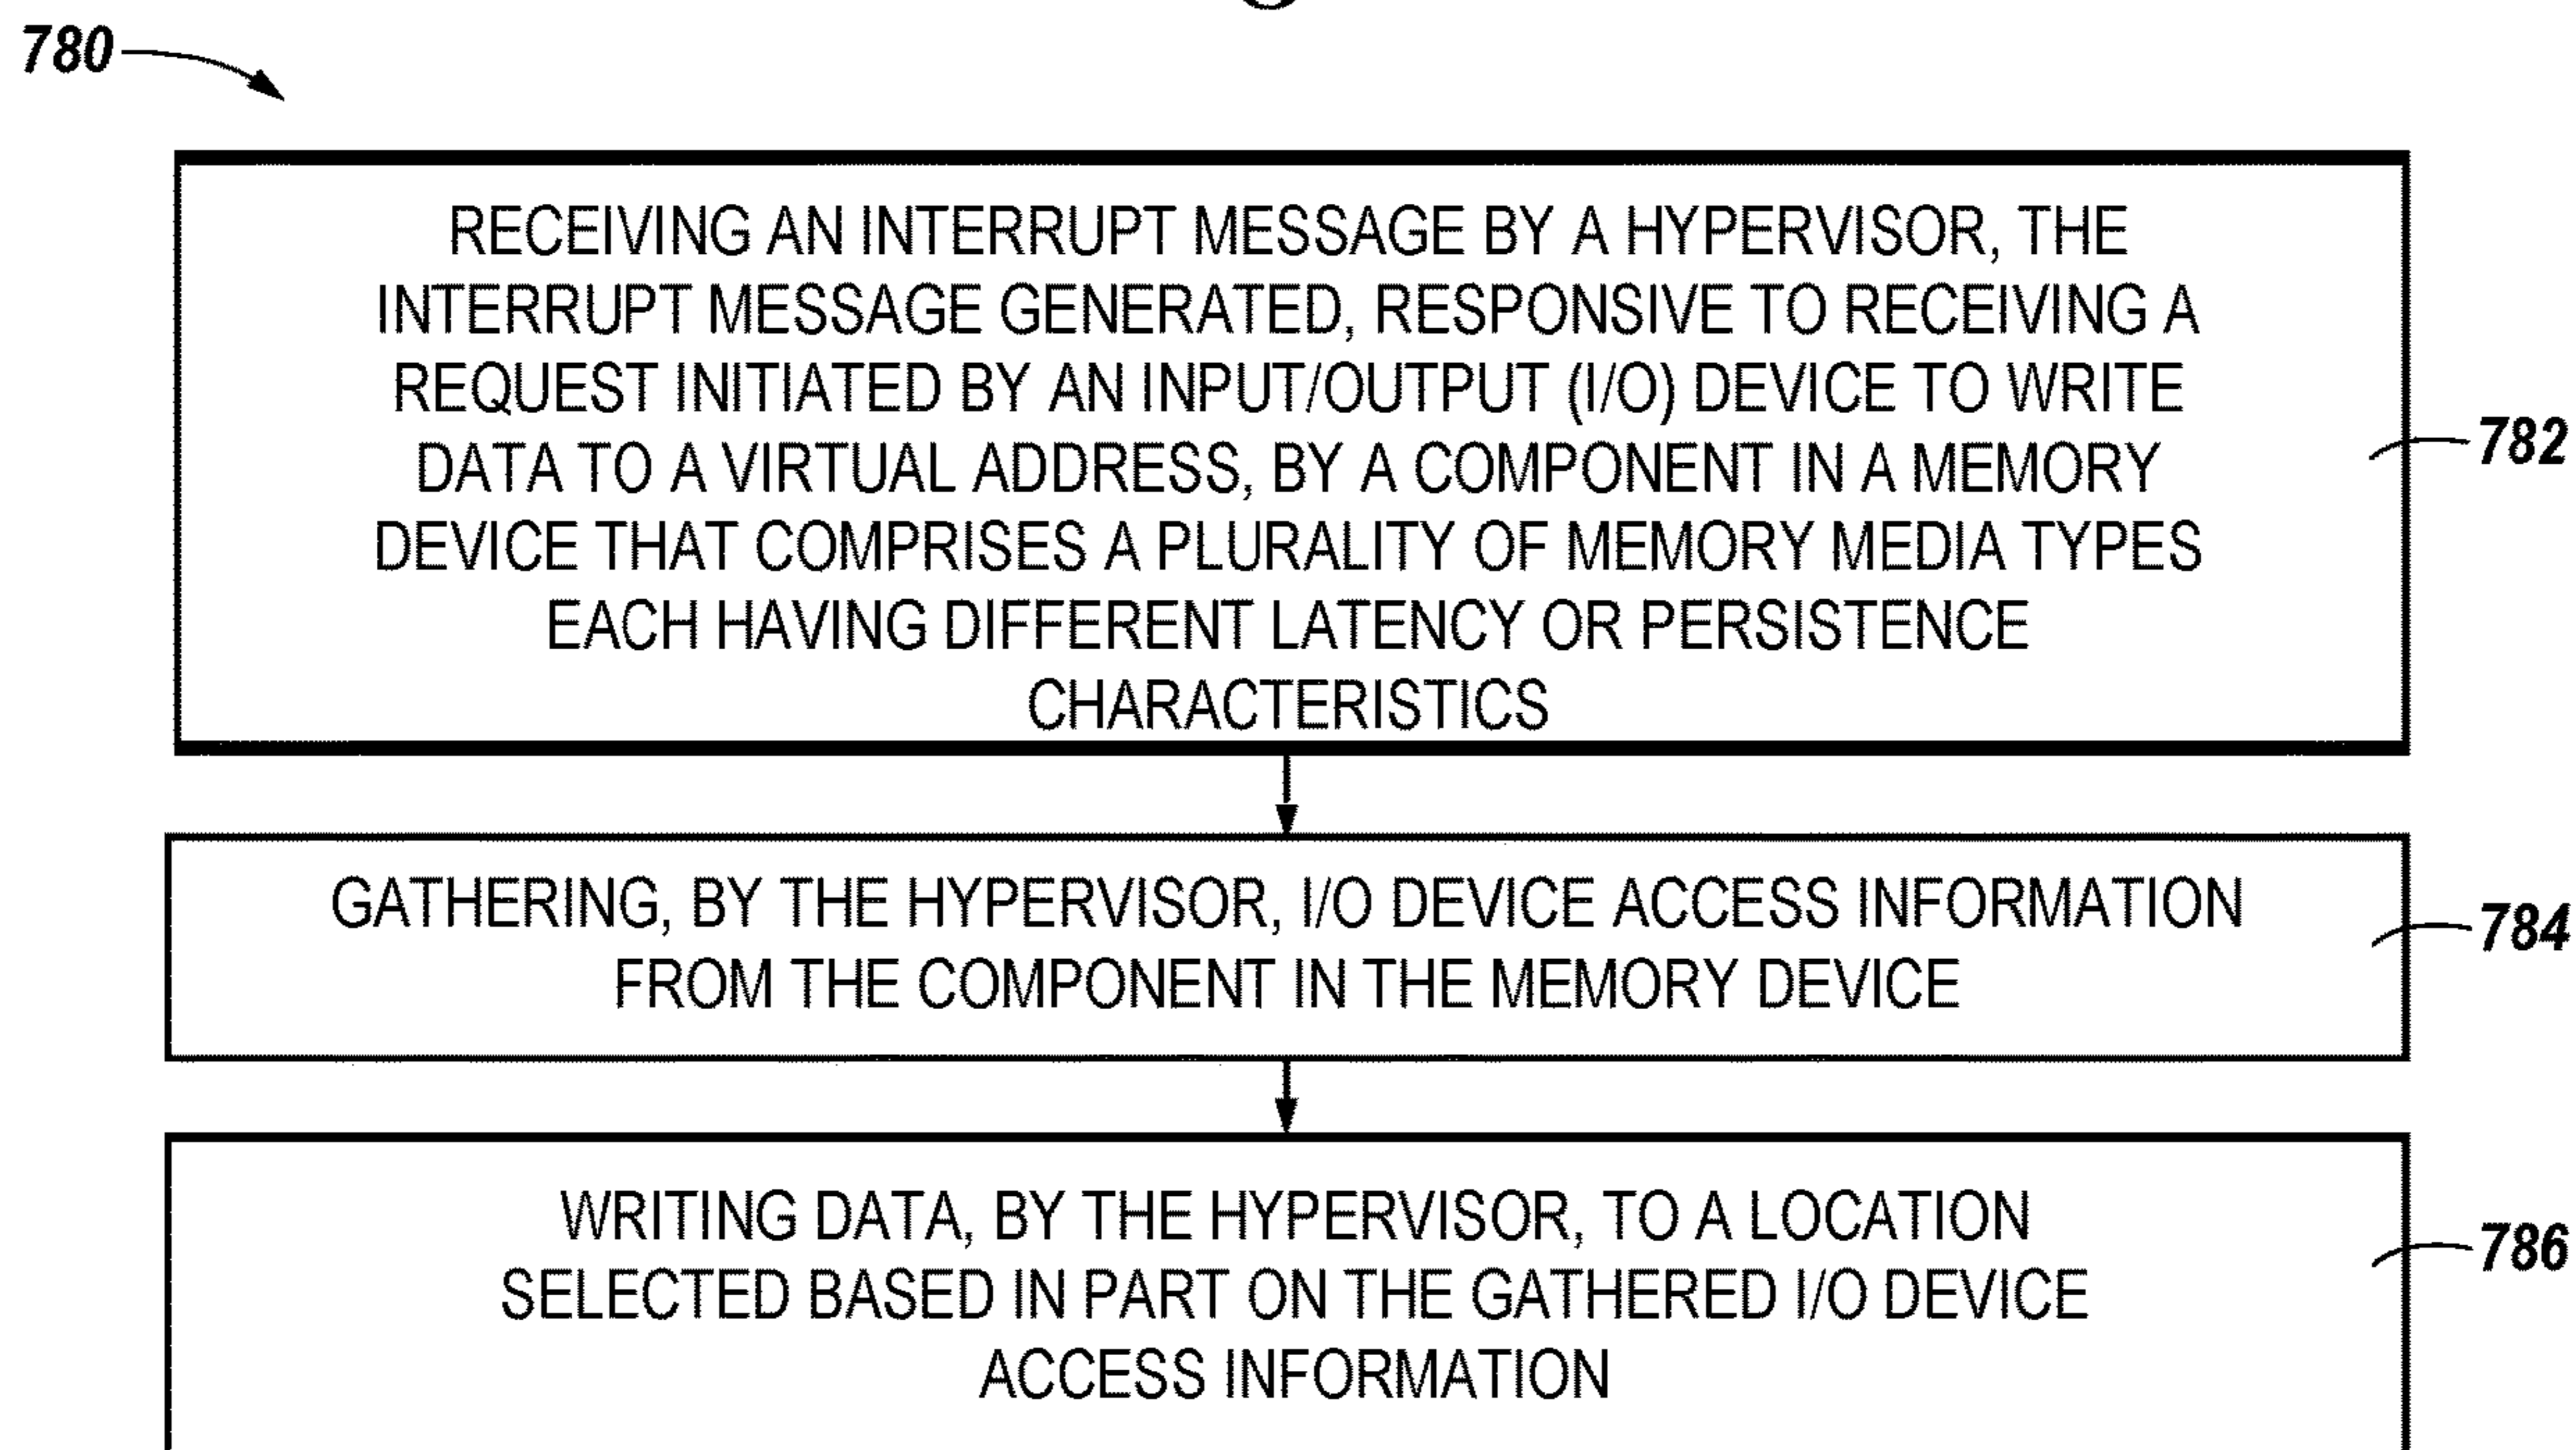 780
RECEIVING AN INTERRUPT MESSAGE BY A HYPERVISOR, THE
INTERRUPT MESSAGE GENERATED, RESPONSIVE TO RECEIVING A
REQUEST INITIATED BY AN INPUT/OUTPUT (I/O) DEVICE TO WRITE
DATA TO A VIRTUAL ADDRESS, BY A COMPONENT IN A MEMORY
DEVICE THAT COMPRISES A PLURALITY OF MEMORY MEDIA TYPES
EACH HAVING DIFFERENT LATENCY OR PERSISTENCE
CHARACTERISTICS
782
GATHERING, BY THE HYPERVISOR, I/O DEVICE ACCESS INFORMATION
FROM THE COMPONENT IN THE MEMORY DEVICE
784
WRITING DATA, BY THE HYPERVISOR, TO A LOCATION
SELECTED BASED IN PART ON THE GATHERED I/O DEVICE
ACCESS INFORMATION
786